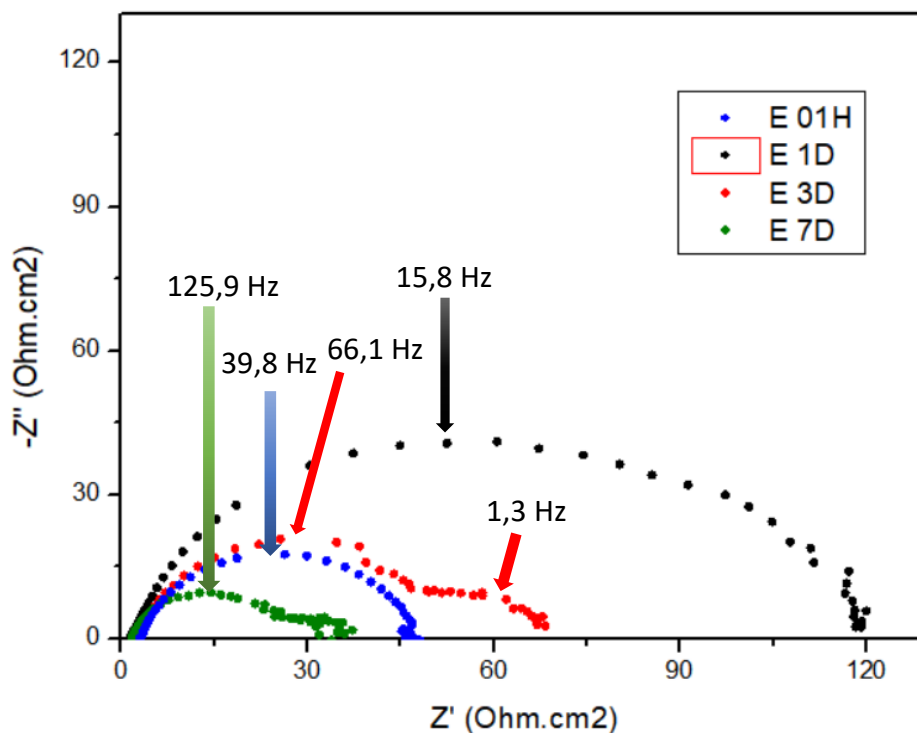 120
E 01H
E 1D
E 3D
E 7D
90
-Z" (Ohm.cm2)
125,9 Hz
15,8 Hz
60
39,8 Hz
66,1 Hz
30
1,3 Hz
0
0
30
60
90
120
Z' (Ohm.cm2)